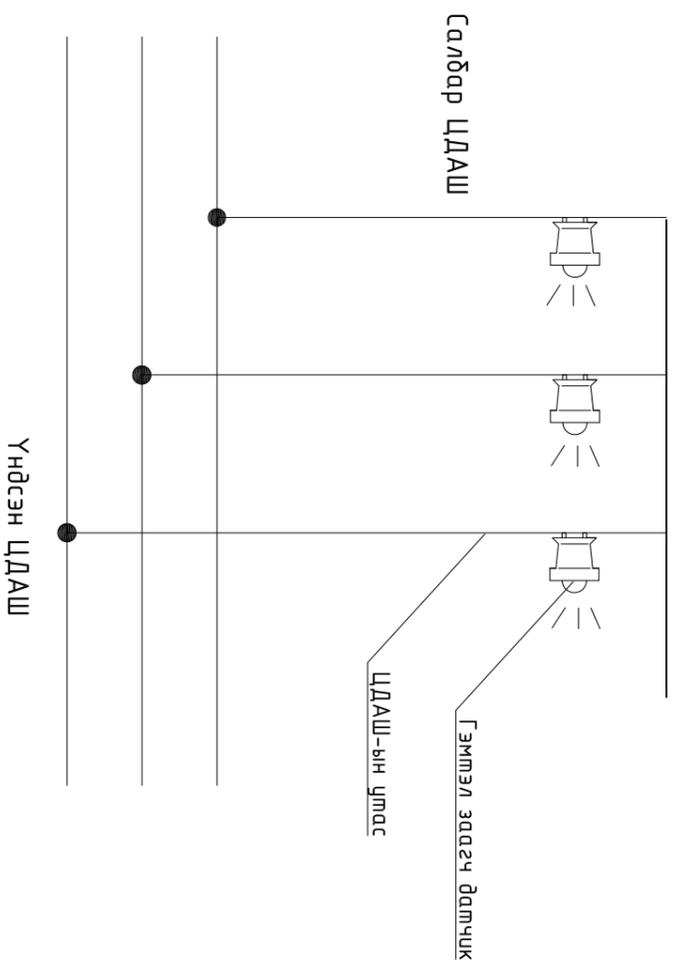 Салбар ЦДАШ
Үндсэн ЦДАШ
ЦДАШ-ын утас
Гэмтэл заагч датчик